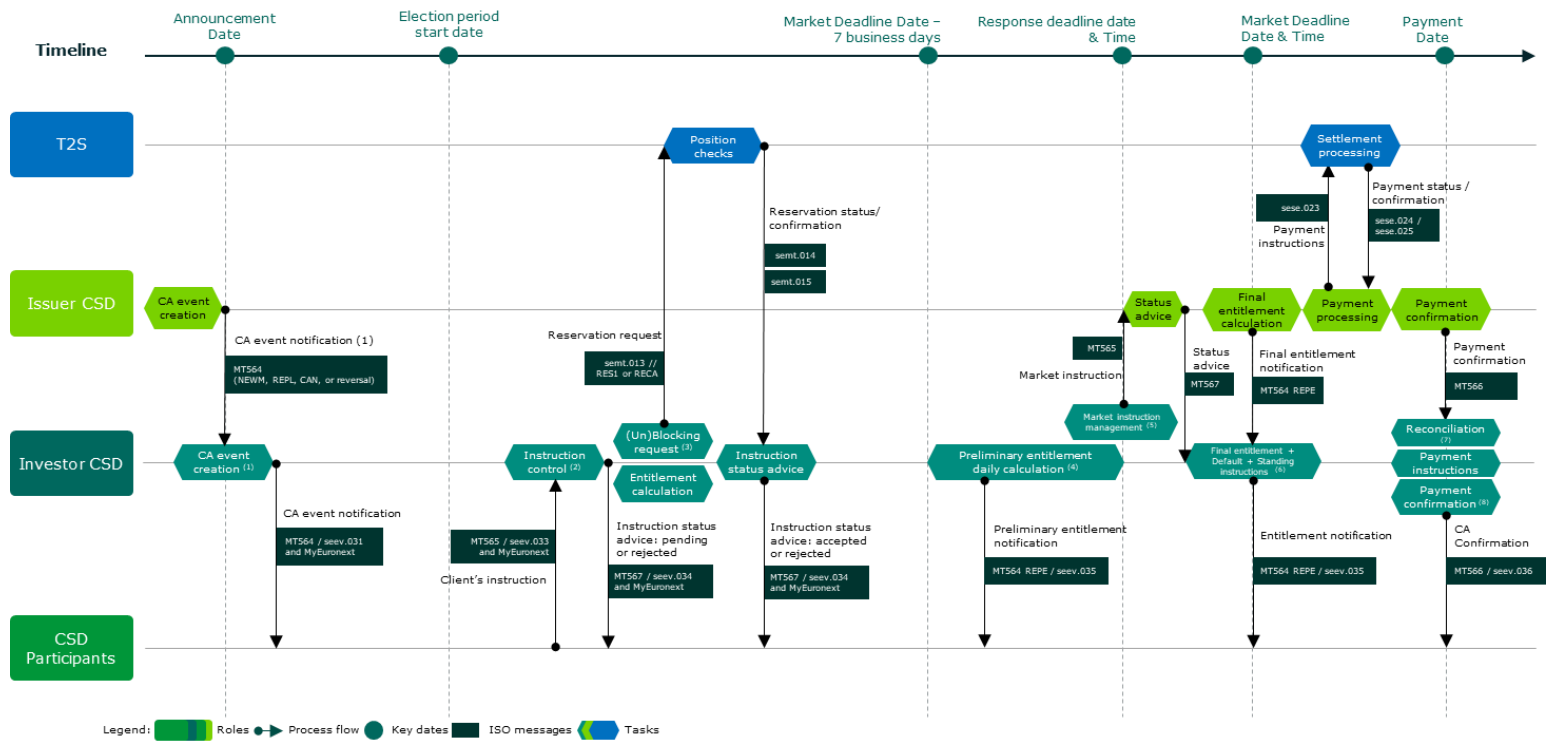 Timeline
Announcement
Date
Election period
start date
Market Deadline Date –
7 business days
Response deadline date
& Time
Market Deadline
Date & Time
Payment
Date
T2S
Position
checks
Settlement
processing
Reservation status/
confirmation
semt.014
semt.015
sese.023
Payment
instructions
Payment status /
confirmation
sese.024 /
sese.025
Issuer CSD
CA event
creation
Status
advice
Final
entitlement
calculation
Payment
processing
Payment
confirmation
CA event notification (1)
MT564
(NEWM, REPL, CAN, or reversal)
Reservation request
semt.013 //
RES1 or RECA
MT565
Market instruction
Status
advice
MT567
Final entitlement
notification
MT564 REPE
Payment
confirmation
MT566
Investor CSD
CA event
creation (1)
Instruction
control (2)
(Un)Blocking
request (3)
Entitlement
calculation
Instruction
status advice
Preliminary entitlement
daily calculation (4)
Market instruction
management (5)
Final entitlement +
Default + Standing
instructions (6)
Reconciliation
(7)
Payment
instructions
Payment
confirmation (8)
CA event notification
MT564 / seev.031
and MyEuronext
MT565 / seev.033
and MyEuronext
Client's instruction
Instruction status
advice: pending
or rejected
MT567 / seev.034
and MyEuronext
Instruction status
advice: accepted
or rejected
MT567 / seev.034
and MyEuronext
Preliminary entitlement
notification
MT564 REPE / seev.035
Entitlement notification
MT564 REPE / seev.035
CA
Confirmation
MT566 / seev.036
CSD
Participants
Legend:
Roles
Process flow
Key dates
ISO messages
Tasks